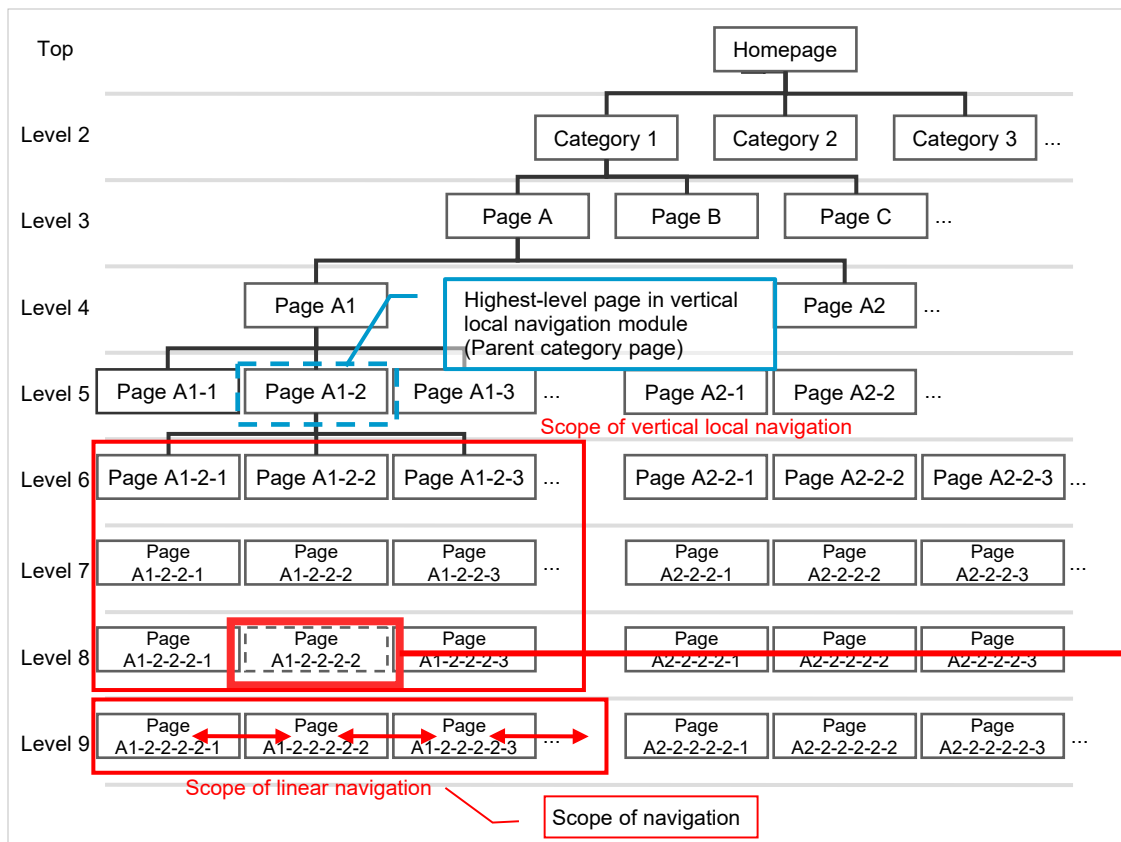 Top
Homepage
Level 2
Category 1
Category 2
Category 3
...
Level 3
Page A
Page B
Page C
...
Level 4
Page A1
Highest-level page in vertical
local navigation module
(Parent category page)
Page A2
...
Level 5
Page A1-1
Page A1-2
Page A1-3
...
Page A2-1
Page A2-2
...
Scope of vertical local navigation
Level 6
Page A1-2-1
Page A1-2-2
Page A1-2-3
...
Page A2-2-1
Page A2-2-2
Page A2-2-3
...
Level 7
Page
A1-2-2-1
Page
A1-2-2-2
Page
A1-2-2-3
...
Page
A2-2-2-1
Page
A2-2-2-2
Page
A2-2-2-3
...
Level 8
Page
A1-2-2-2-1
Page
A1-2-2-2-2
Page
A1-2-2-2-3
Page
A2-2-2-2-1
Page
A2-2-2-2-2
Page
A2-2-2-2-3
...
Level 9
Page
A1-2-2-2-2-1
Page
A1-2-2-2-2-2
Page
A1-2-2-2-2-3
...
Page
A2-2-2-2-2-1
Page
A2-2-2-2-2-2
Page
A2-2-2-2-2-3
...
Scope of linear navigation
Scope of navigation